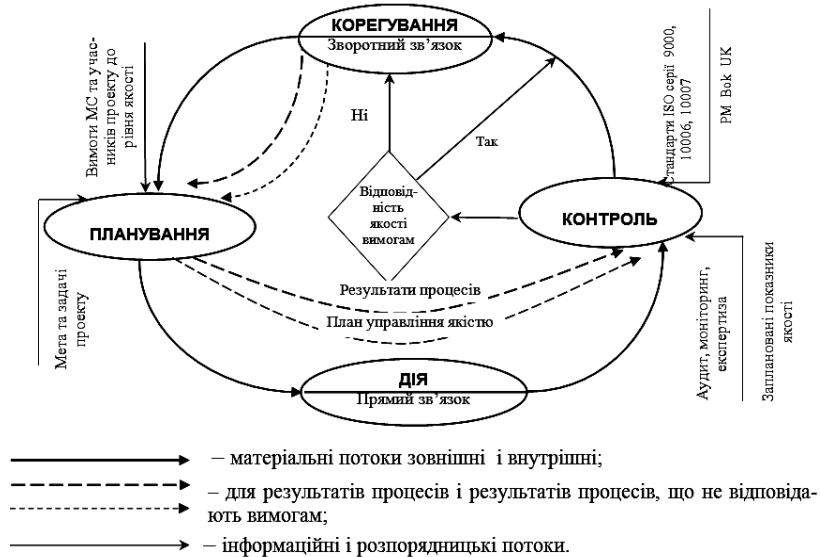 КОРЕГУВАННЯ
Зворотний зв’язок
Вимоги МС та учас-
ників проекту до
рівня якості
Стандарти ISO серії 9000,
10006, 10007
PM Bok UK
Ні
Так
Відповід-
ність
якості
вимогам
ПЛАНУВАННЯ
КОНТРОЛЬ
Мета та задачі
проекту
Результати процесів
План управління якістю
Аудит, моніторинг,
експертиза
Заплановані показники
якості
ДІЯ
Прямий зв’язок
– матеріальні потоки зовнішні і внутрішні;
– для результатів процесів і результатів процесів, що не відповіда-
ють вимогам;
– інформаційні і розпорядницькі потоки.